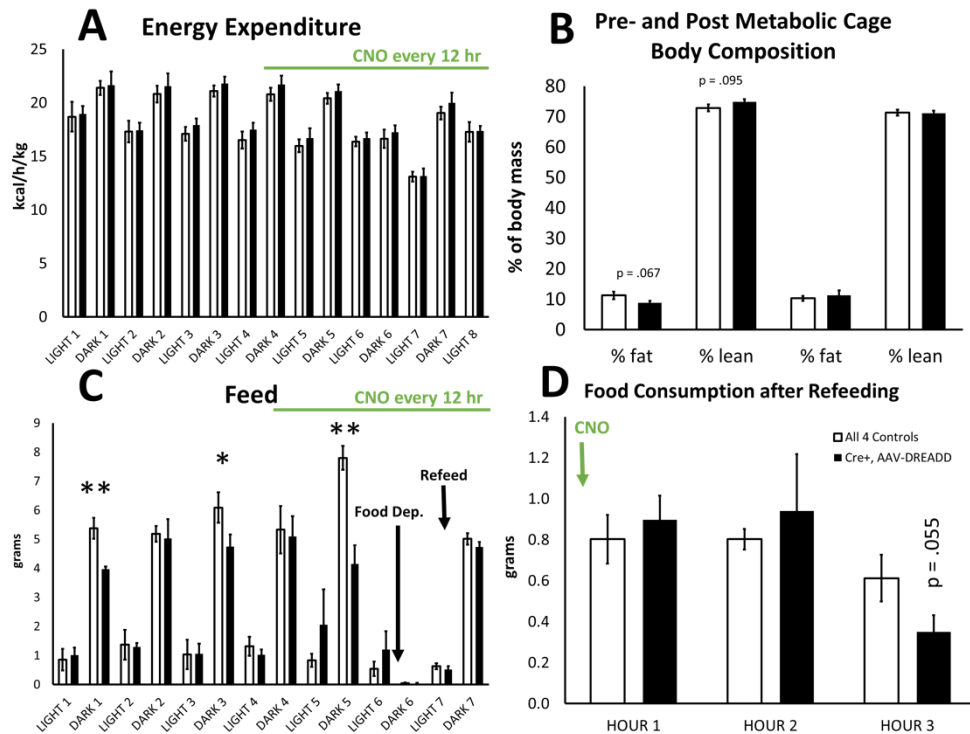 A
Energy Expenditure
CNO every 12 hr
kcal/h/kg
25
20
15
10
5
0
LIGHT 1
DARK 1
LIGHT 2
DARK 2
LIGHT 3
DARK 3
LIGHT 4
DARK 4
LIGHT 5
DARK 5
LIGHT 6
DARK 6
LIGHT 7
DARK 7
LIGHT 8
B
Pre- and Post Metabolic Cage
Body Composition
% of body mass
80
70
60
50
40
30
20
10
0
p = .067
p = .095
% fat
% lean
% fat
% lean
C
Feed
CNO every 12 hr
grams
9
8
7
6
5
4
3
2
1
0
**
*
**
Food Dep.
Refeed
LIGHT 1
DARK 1
LIGHT 2
DARK 2
LIGHT 3
DARK 3
LIGHT 4
DARK 4
LIGHT 5
DARK 5
LIGHT 6
DARK 6
LIGHT 7
DARK 7
D
Food Consumption after Refeeding
CNO
All 4 Controls
Cre+, AAV-DREADD
grams
1.4
1.2
1.0
0.8
0.6
0.4
0.2
0.0
p = .055
HOUR 1
HOUR 2
HOUR 3